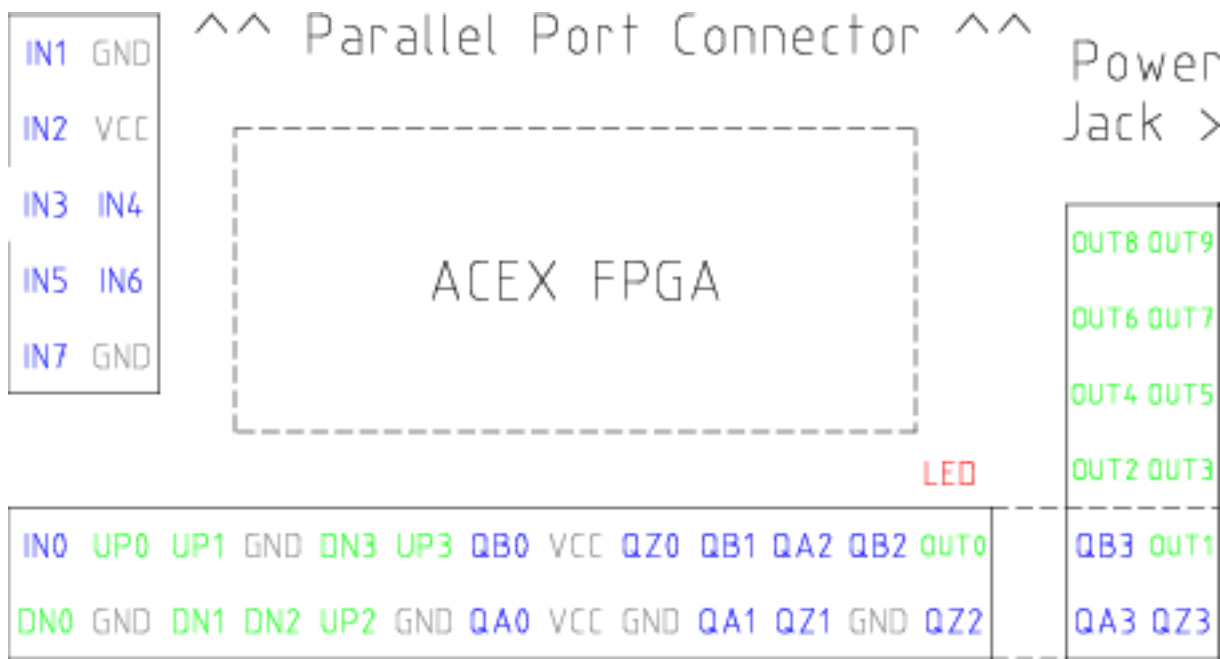 ^^ Parallel Port Connector ^^
Power
Jack >
IN1 GND
IN2 VCC
IN3 IN4
IN5 IN6
IN7 GND
ACEX FPGA
OUT8 OUT9
OUT6 OUT7
OUT4 OUT5
OUT2 OUT3
LED
IN0 UP0 UP1 GND DN3 UP3 QB0 VCC QZ0 QB1 QA2 QB2 OUT0 QB3 OUT1
DN0 GND DN1 DN2 UP2 GND QA0 VCC GND QA1 QZ1 GND QZ2 QA3 QZ3